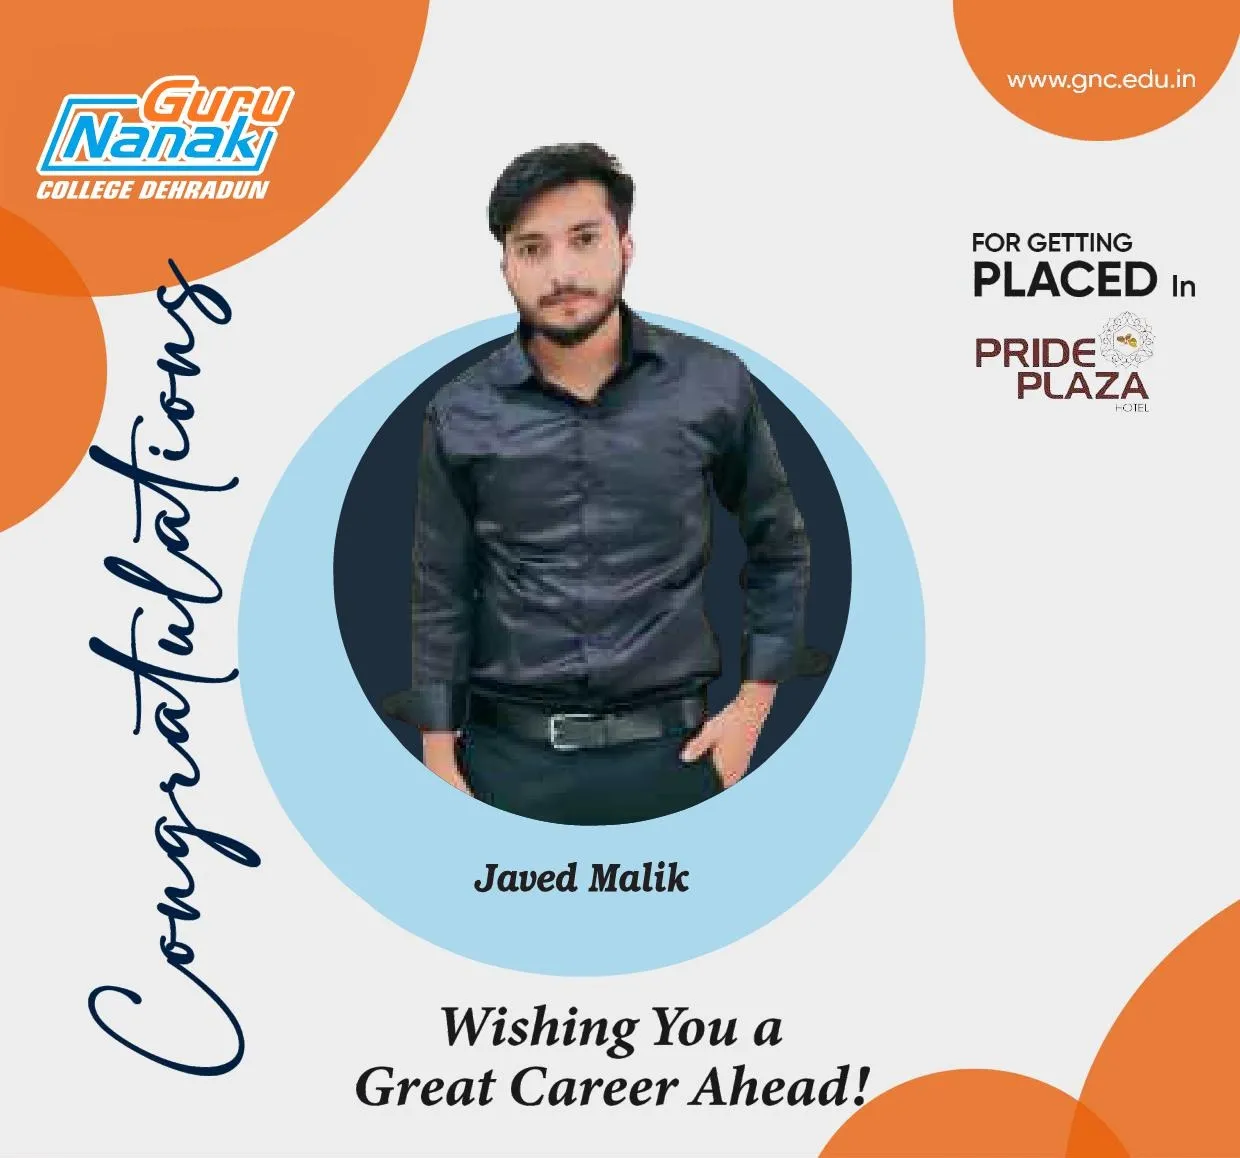 Guru
Nanak
COLLEGE DEHRADUN
www.gnc.edu.in
Congratulations
FOR GETTING
PLACED In
PRIDE
PLAZA
HOTEL
Javed Malik
Wishing You a
Great Career Ahead!